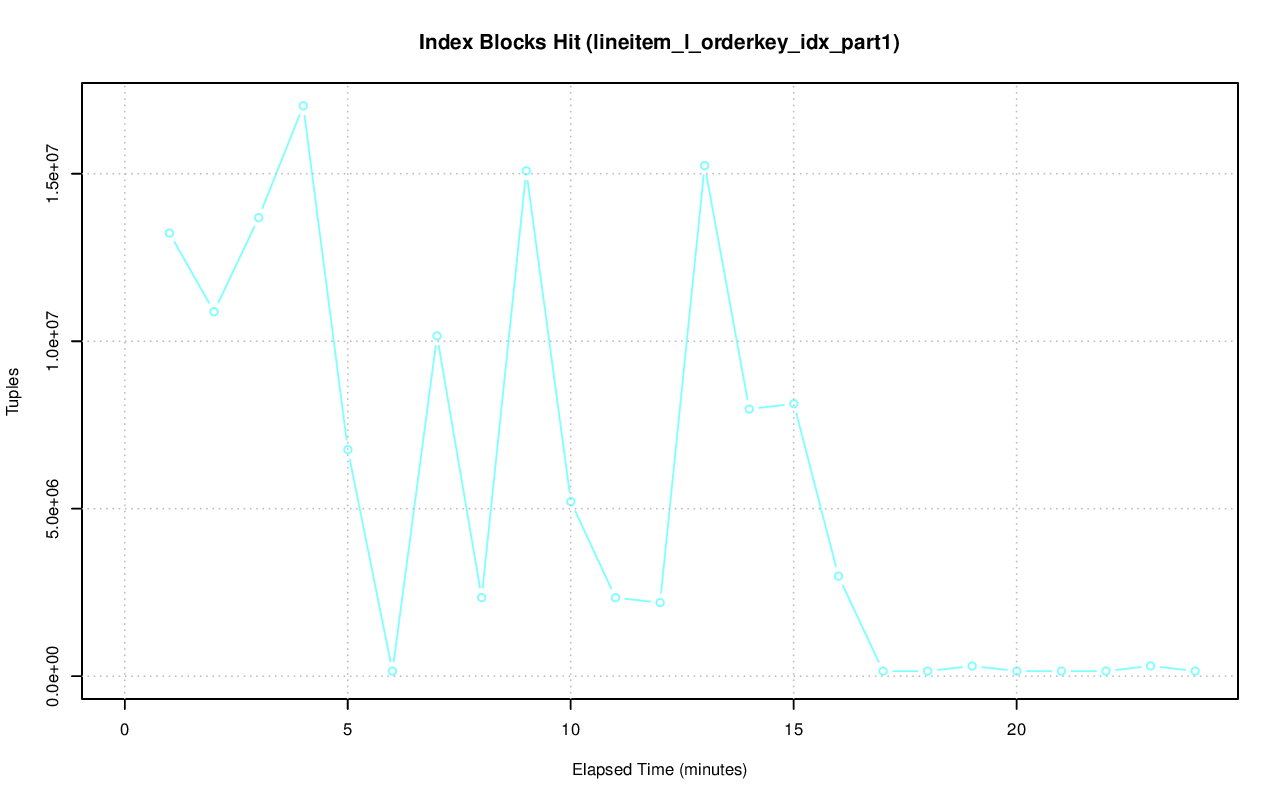 Index Blocks Hit (lineitem_l_orderkey_idx_part1)
Tuples
1.5e+07
1.0e+07
5.0e+06
0.0e+00
0 5 10 15 20
Elapsed Time (minutes)